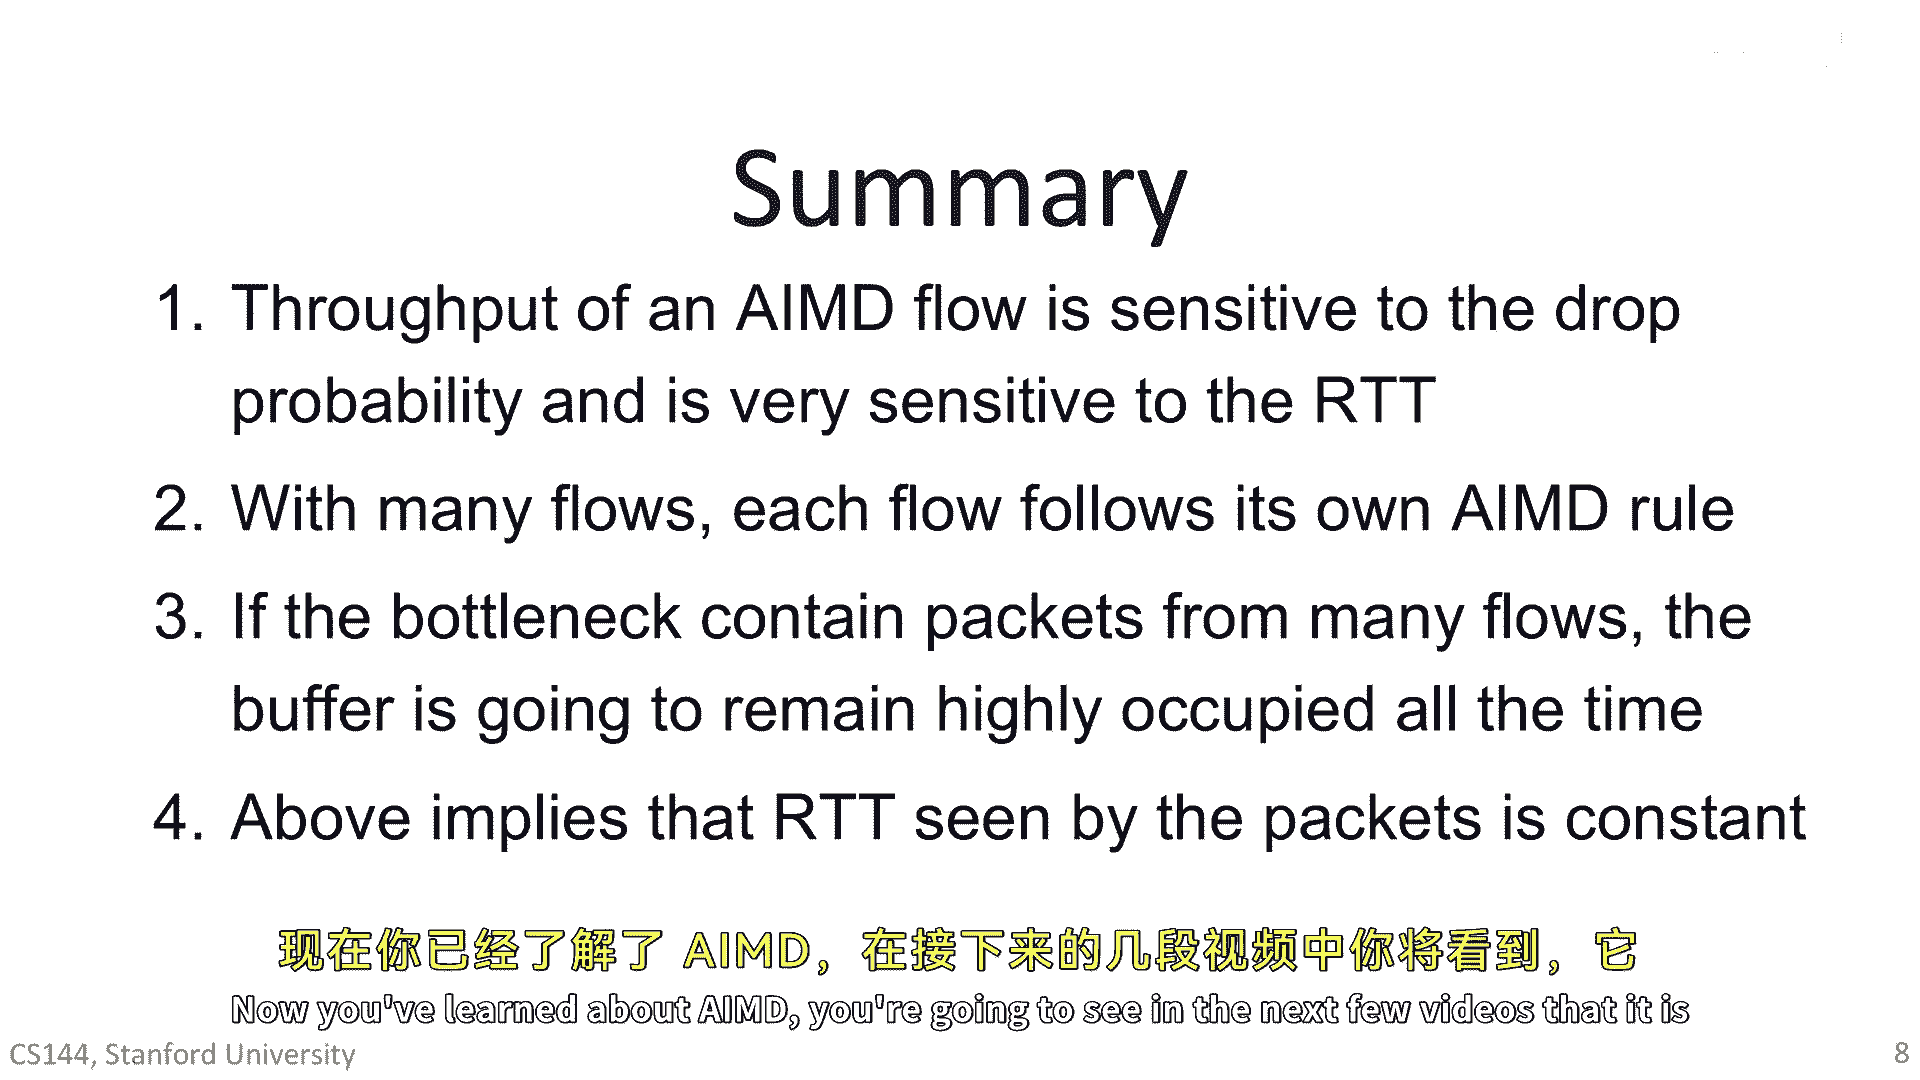 Summary
1. Throughput of an AIMD flow is sensitive to the drop
probability and is very sensitive to the RTT
2. With many flows, each flow follows its own AIMD rule
3. If the bottleneck contain packets from many flows, the
buffer is going to remain highly occupied all the time
4. Above implies that RTT seen by the packets is constant
现在你已经了解了 AIMD，在接下来的几段视频中你将看到，它
Now you've learned about AIMD, you're going to see in the next few videos that it is
CS144, Stanford University
8